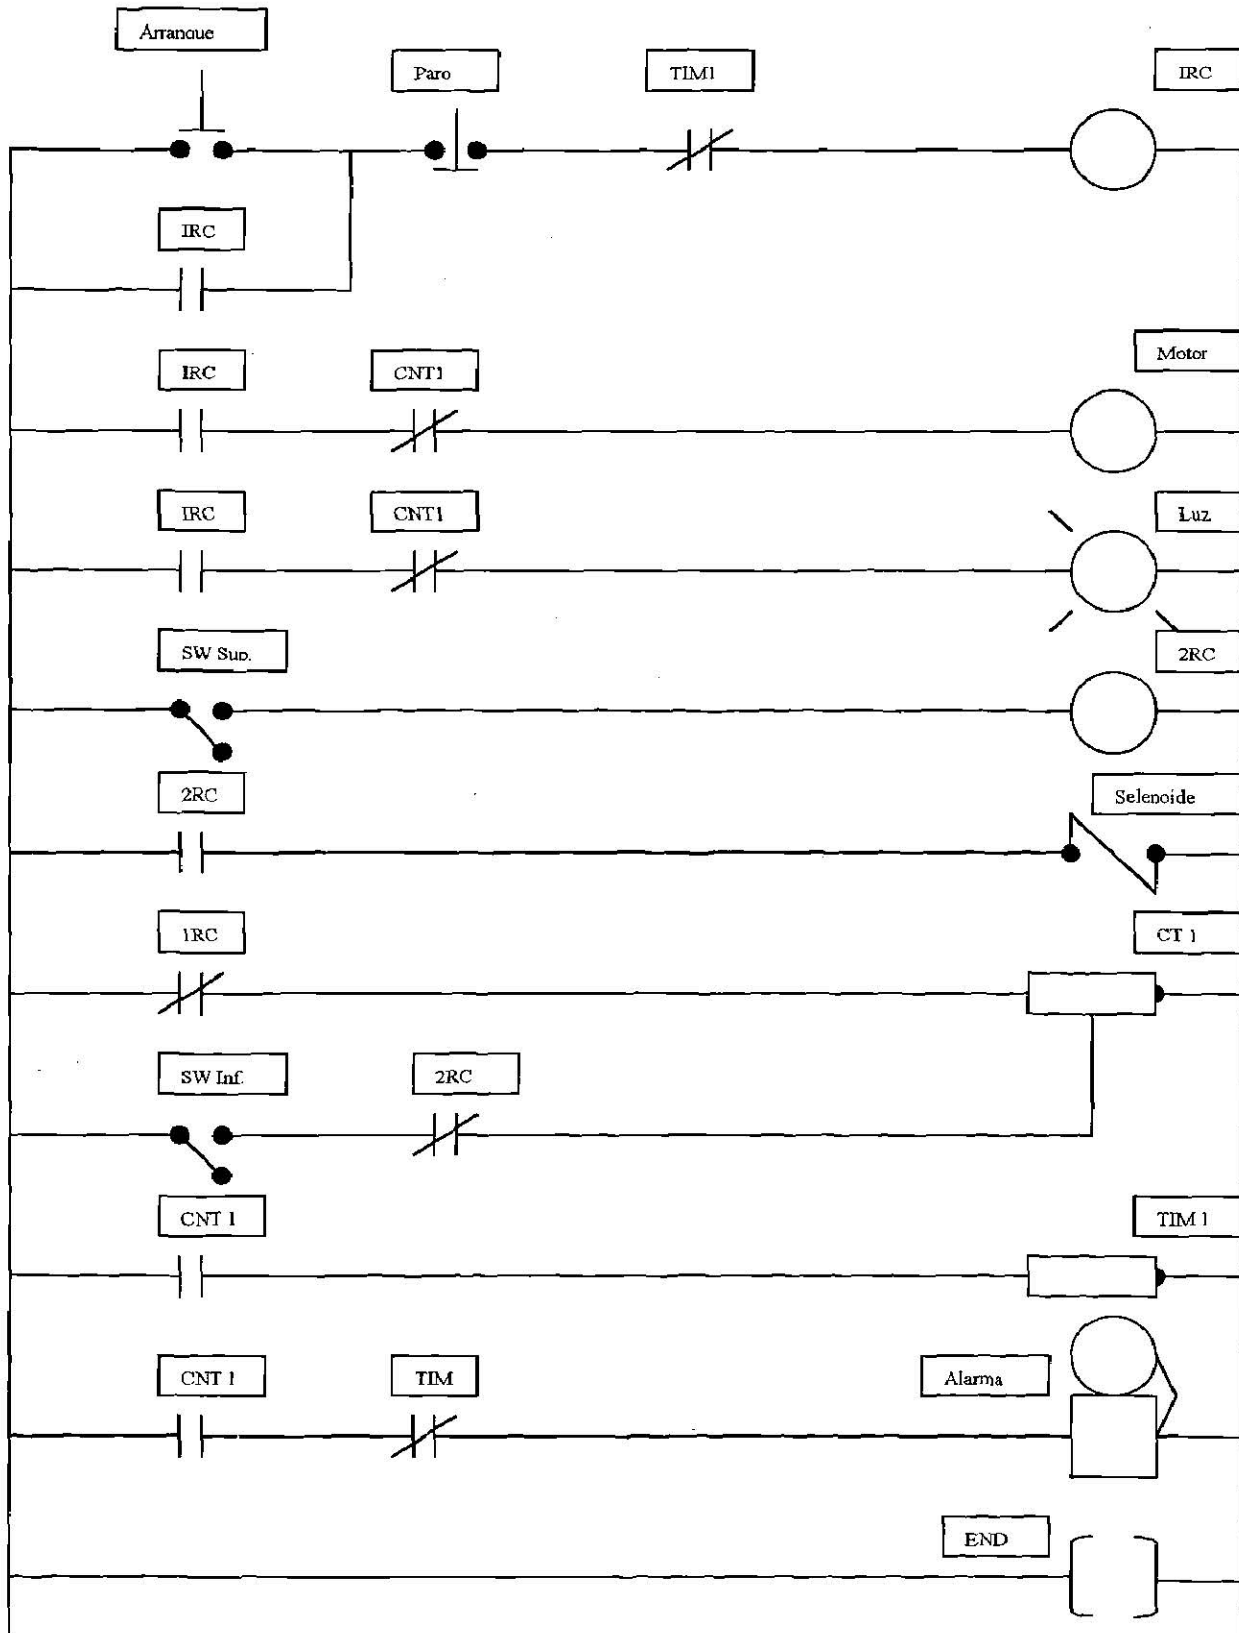 Arranque
Paro
TIM1
IRC
IRC
IRC
CNT1
Motor
IRC
CNT1
Luz
SW Sup.
2RC
2RC
Selenoide
1RC
CT 1
SW Inf.
2RC
CNT 1
TIM 1
CNT 1
TIM
Alarma
END